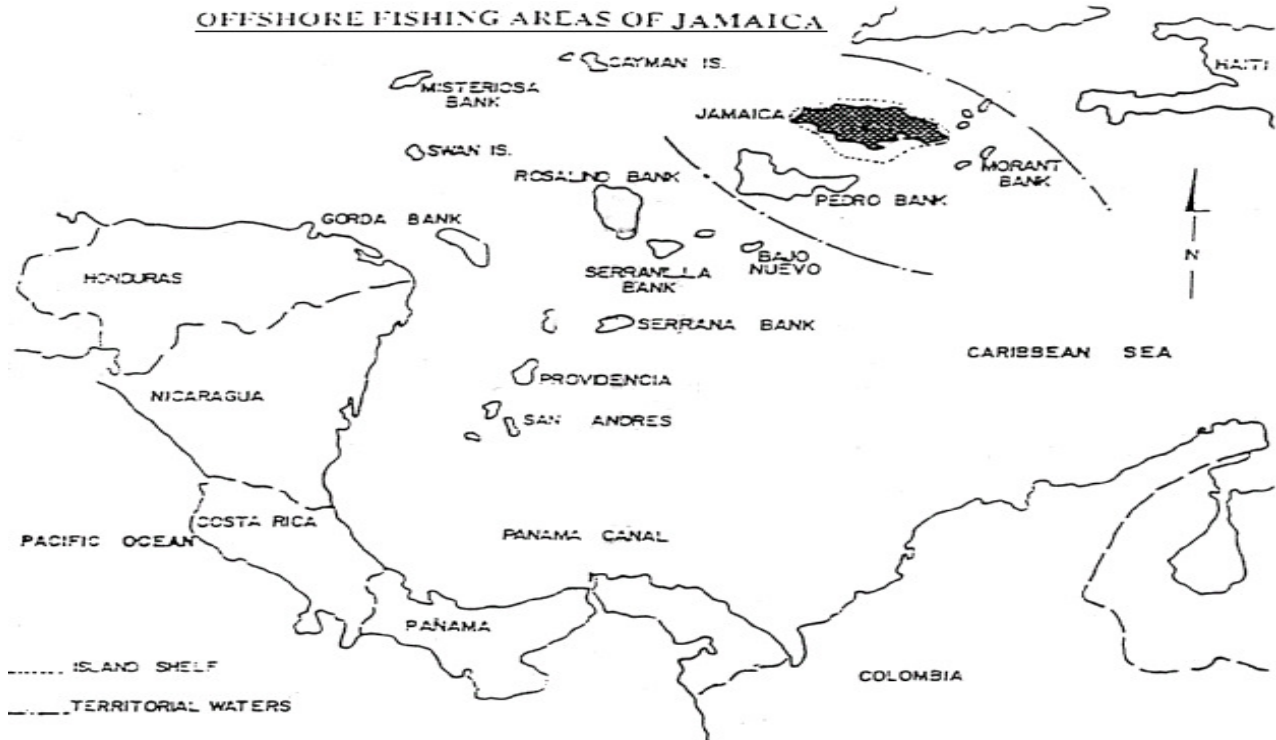 OFFSHORE FISHING AREAS OF JAMAICA
CAYMAN IS.
HAITI
MISTERIOSA
BANK
JAMAICA
SWAN IS.
MORANT
BANK
ROSALIND BANK
PEDRO BANK
GORDA BANK
N
BAJO
NUEVO
HONDURAS
SERRANILLA
BANK
SERRANA BANK
CARIBBEAN SEA
PROVIDENCIA
NICARAGUA
SAN ANDRES
COSTA RICA
PACIFIC OCEAN
PANAMA CANAL
PAÑAMA
ISLAND SHELF
COLOMBIA
TERRITORIAL WATERS